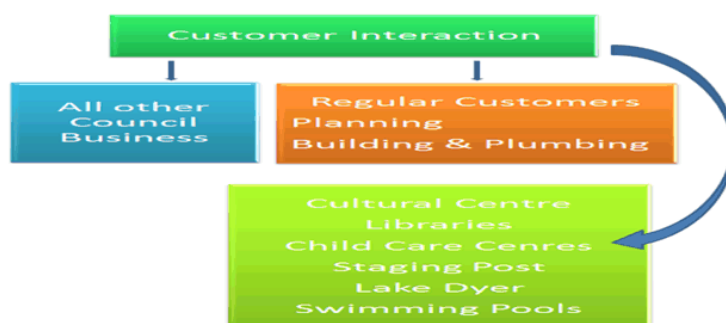 Customer Interaction
All other
Council
Business
Regular Customers
Planning
Building & Plumbing
Cultural Centre
Libraries
Child Care Cenres
Staging Post
Lake Dyer
Swimming Pools